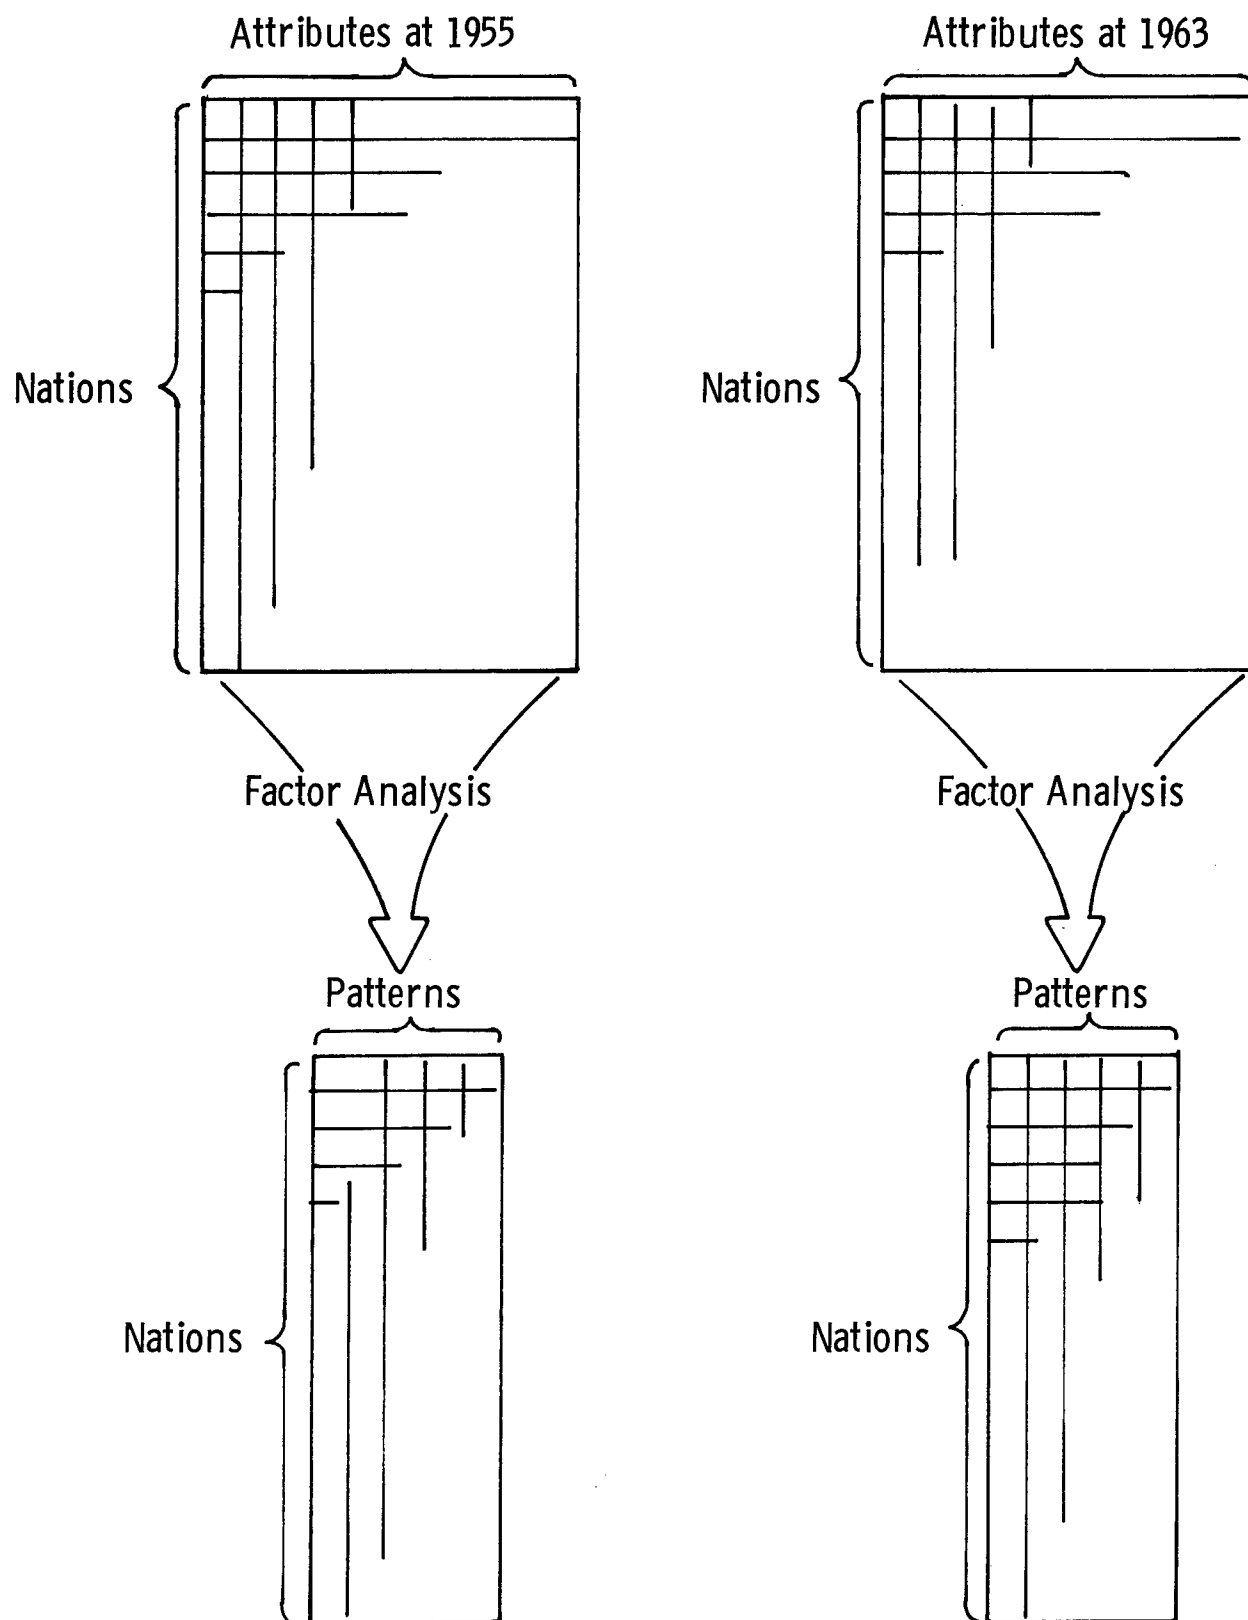 Attributes at 1955
Attributes at 1963
Nations
Nations
Factor Analysis
Factor Analysis
Patterns
Patterns
Nations
Nations